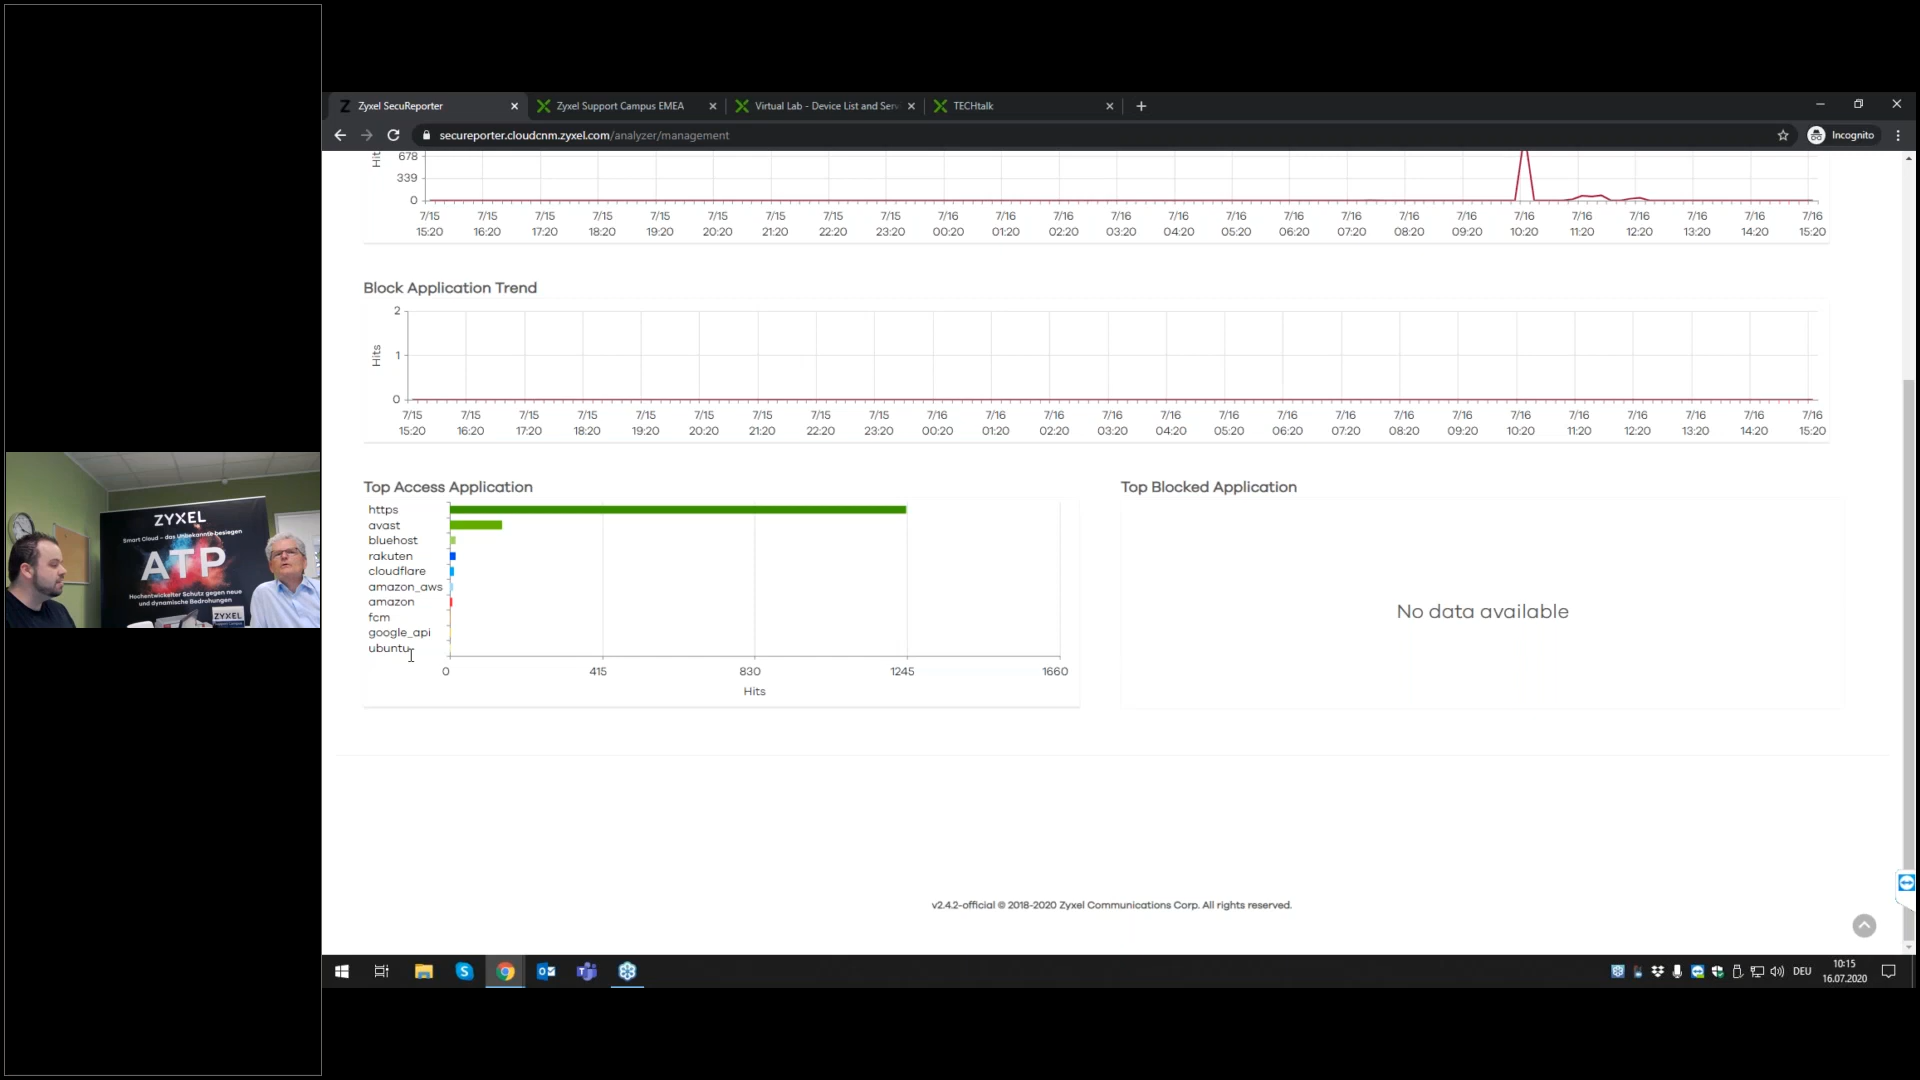 Zyxel SecuReporter
Zyxel Support Campus EMEA
Virtual Lab - Device List and Serv
TECHtalk
secureporter.cloudcnm.zyxel.com/analyzer/management
Incognito
Hit
678
339
0
7/15 7/15 7/15 7/15 7/15 7/15 7/15 7/15 7/15 7/16 7/16 7/16 7/16 7/16 7/16 7/16 7/16 7/16 7/16 7/16 7/16 7/16 7/16 7/16 7/16
15:20 16:20 17:20 18:20 19:20 20:20 21:20 22:20 23:20 00:20 01:20 02:20 03:20 04:20 05:20 06:20 07:20 08:20 09:20 10:20 11:20 12:20 13:20 14:20 15:20
Block Application Trend
2
Hits
1
0
7/15 7/15 7/15 7/15 7/15 7/15 7/15 7/15 7/15 7/16 7/16 7/16 7/16 7/16 7/16 7/16 7/16 7/16 7/16 7/16 7/16 7/16 7/16 7/16 7/16
15:20 16:20 17:20 18:20 19:20 20:20 21:20 22:20 23:20 00:20 01:20 02:20 03:20 04:20 05:20 06:20 07:20 08:20 09:20 10:20 11:20 12:20 13:20 14:20 15:20
Top Access Application
https
avast
bluehost
rakuten
cloudflare
amazon_aws
amazon
fcm
google_api
ubuntu
0 415 830 1245 1660
Hits
Top Blocked Application
No data available
v2.4.2-official © 2018-2020 Zyxel Communications Corp. All rights reserved.
DEU
10:15
16.07.2020
ZYXEL
Smart Cloud – das Unbekannte besiegen
ATP
Hochentwickelter Schutz gegen neue
und dynamische Bedrohungen
ZYXEL